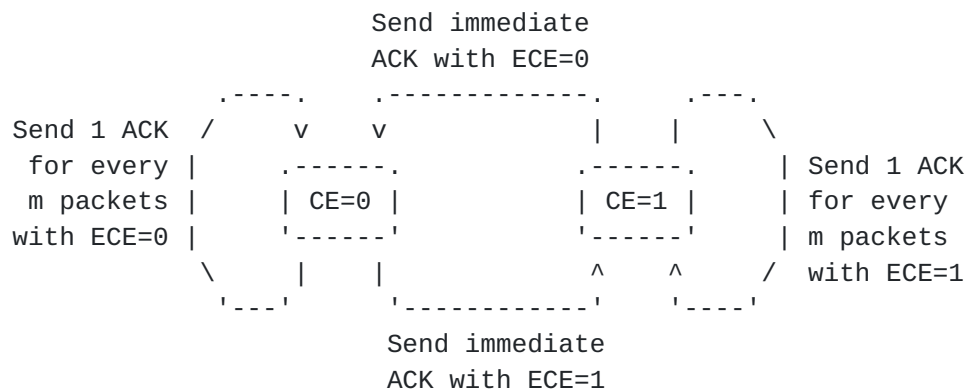 Send immediate
ACK with ECE=0
Send 1 ACK
for every
m packets
with ECE=0
CE=0
CE=1
Send 1 ACK
for every
m packets
with ECE=1
Send immediate
ACK with ECE=1